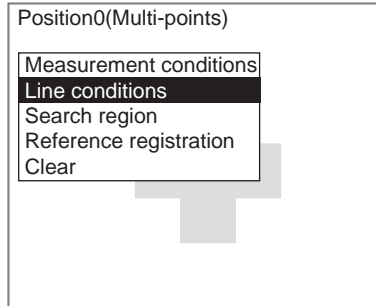 Position0(Multi-points)
Measurement conditions
Line conditions
Search region
Reference registration
Clear